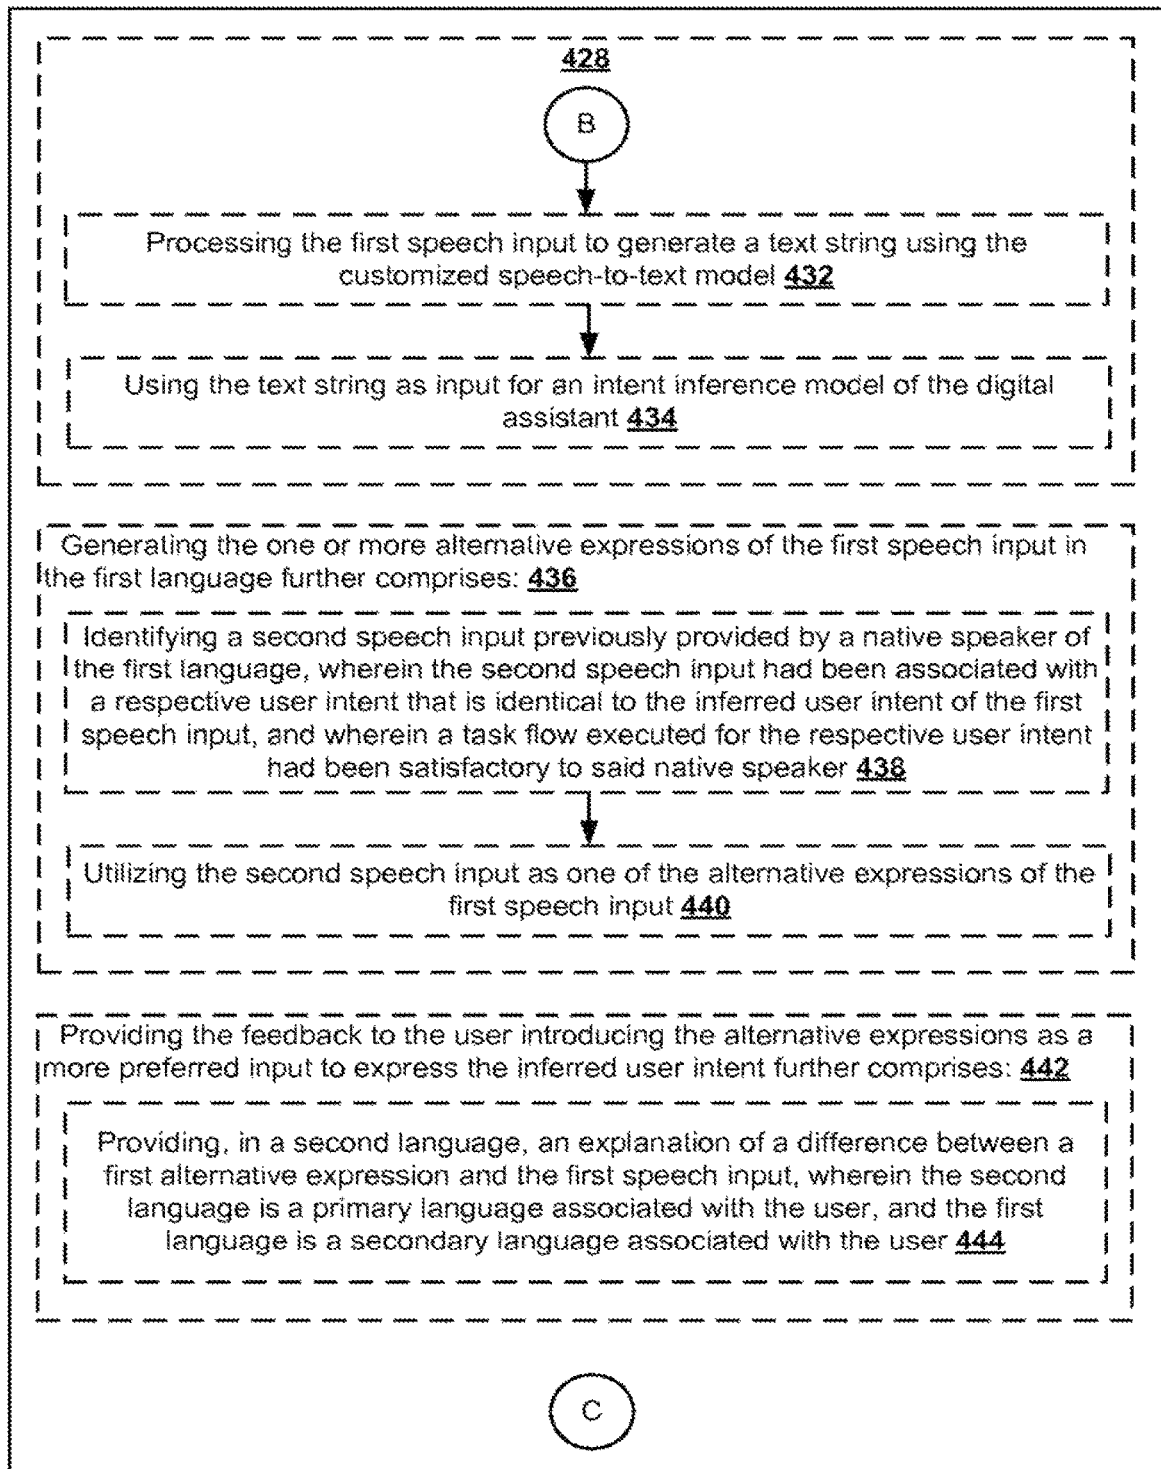 428
B
Processing the first speech input to generate a text string using the
customized speech-to-text model 432
Using the text string as input for an intent inference model of the digital
assistant 434
Generating the one or more alternative expressions of the first speech input in
the first language further comprises: 436
Identifying a second speech input previously provided by a native speaker of
the first language, wherein the second speech input had been associated with
a respective user intent that is identical to the inferred user intent of the first
speech input, and wherein a task flow executed for the respective user intent
had been satisfactory to said native speaker 438
Utilizing the second speech input as one of the alternative expressions of the
first speech input 440
Providing the feedback to the user introducing the alternative expressions as a
more preferred input to express the inferred user intent further comprises: 442
Providing, in a second language, an explanation of a difference between a
first alternative expression and the first speech input, wherein the second
language is a primary language associated with the user, and the first
language is a secondary language associated with the user 444
C